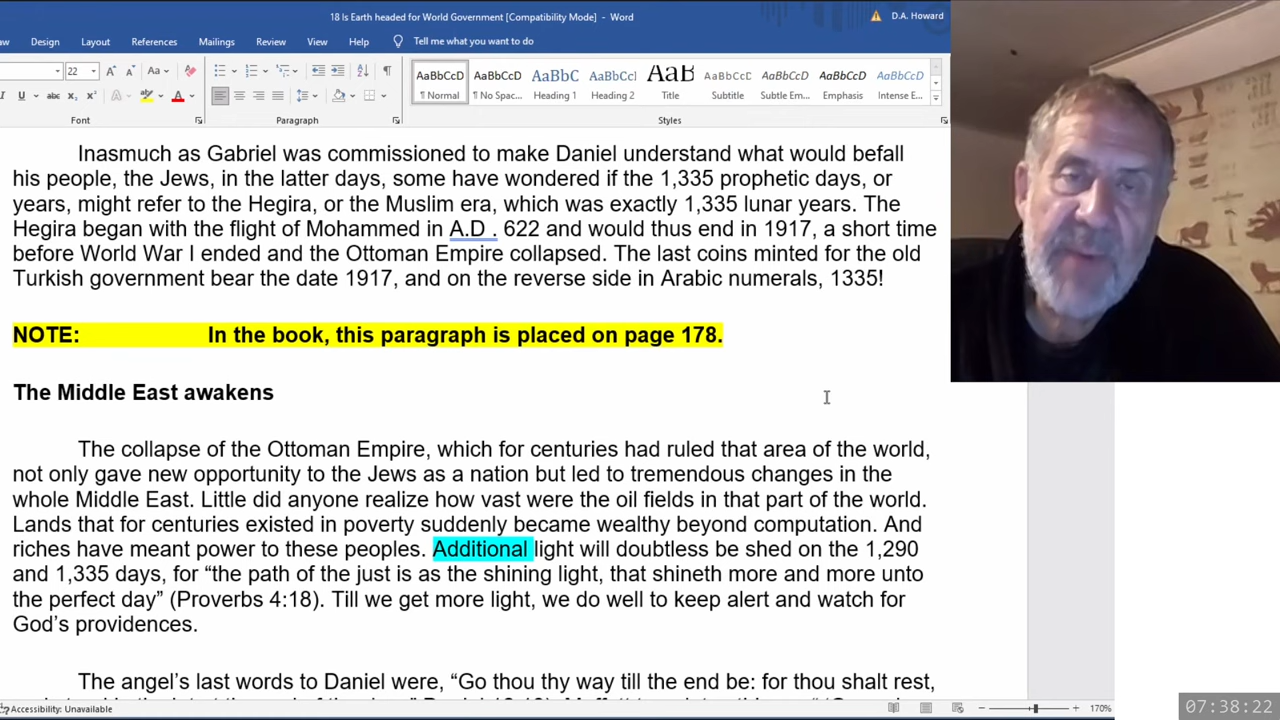 18 Is Earth headed for World Government [Compatibility Mode] - Word
D.A. Howard
Design Layout References Mailings Review View Help Tell me what you want to do
22
Aa
AaBbCcD AaBbCcD AaBbC AaBbCcC AaB AaBbCcD AaBbCcD AaBbCcD AaBbCcD
¶ Normal ¶ No Spac... Heading 1 Heading 2 Title Subtitle Subtle Em... Emphasis Intense E...
Font Paragraph Styles
Inasmuch as Gabriel was commissioned to make Daniel understand what would befall
his people, the Jews, in the latter days, some have wondered if the 1,335 prophetic days, or
years, might refer to the Hegira, or the Muslim era, which was exactly 1,335 lunar years. The
Hegira began with the flight of Mohammed in A.D . 622 and would thus end in 1917, a short time
before World War I ended and the Ottoman Empire collapsed. The last coins minted for the old
Turkish government bear the date 1917, and on the reverse side in Arabic numerals, 1335!
NOTE: In the book, this paragraph is placed on page 178.
The Middle East awakens
The collapse of the Ottoman Empire, which for centuries had ruled that area of the world,
not only gave new opportunity to the Jews as a nation but led to tremendous changes in the
whole Middle East. Little did anyone realize how vast were the oil fields in that part of the world.
Lands that for centuries existed in poverty suddenly became wealthy beyond computation. And
riches have meant power to these peoples. Additional light will doubtless be shed on the 1,290
and 1,335 days, for “the path of the just is as the shining light, that shineth more and more unto
the perfect day” (Proverbs 4:18). Till we get more light, we do well to keep alert and watch for
God’s providences.
The angel’s last words to Daniel were, “Go thou thy way till the end be: for thou shalt rest,
Accessibility: Unavailable
170%
07:38:22